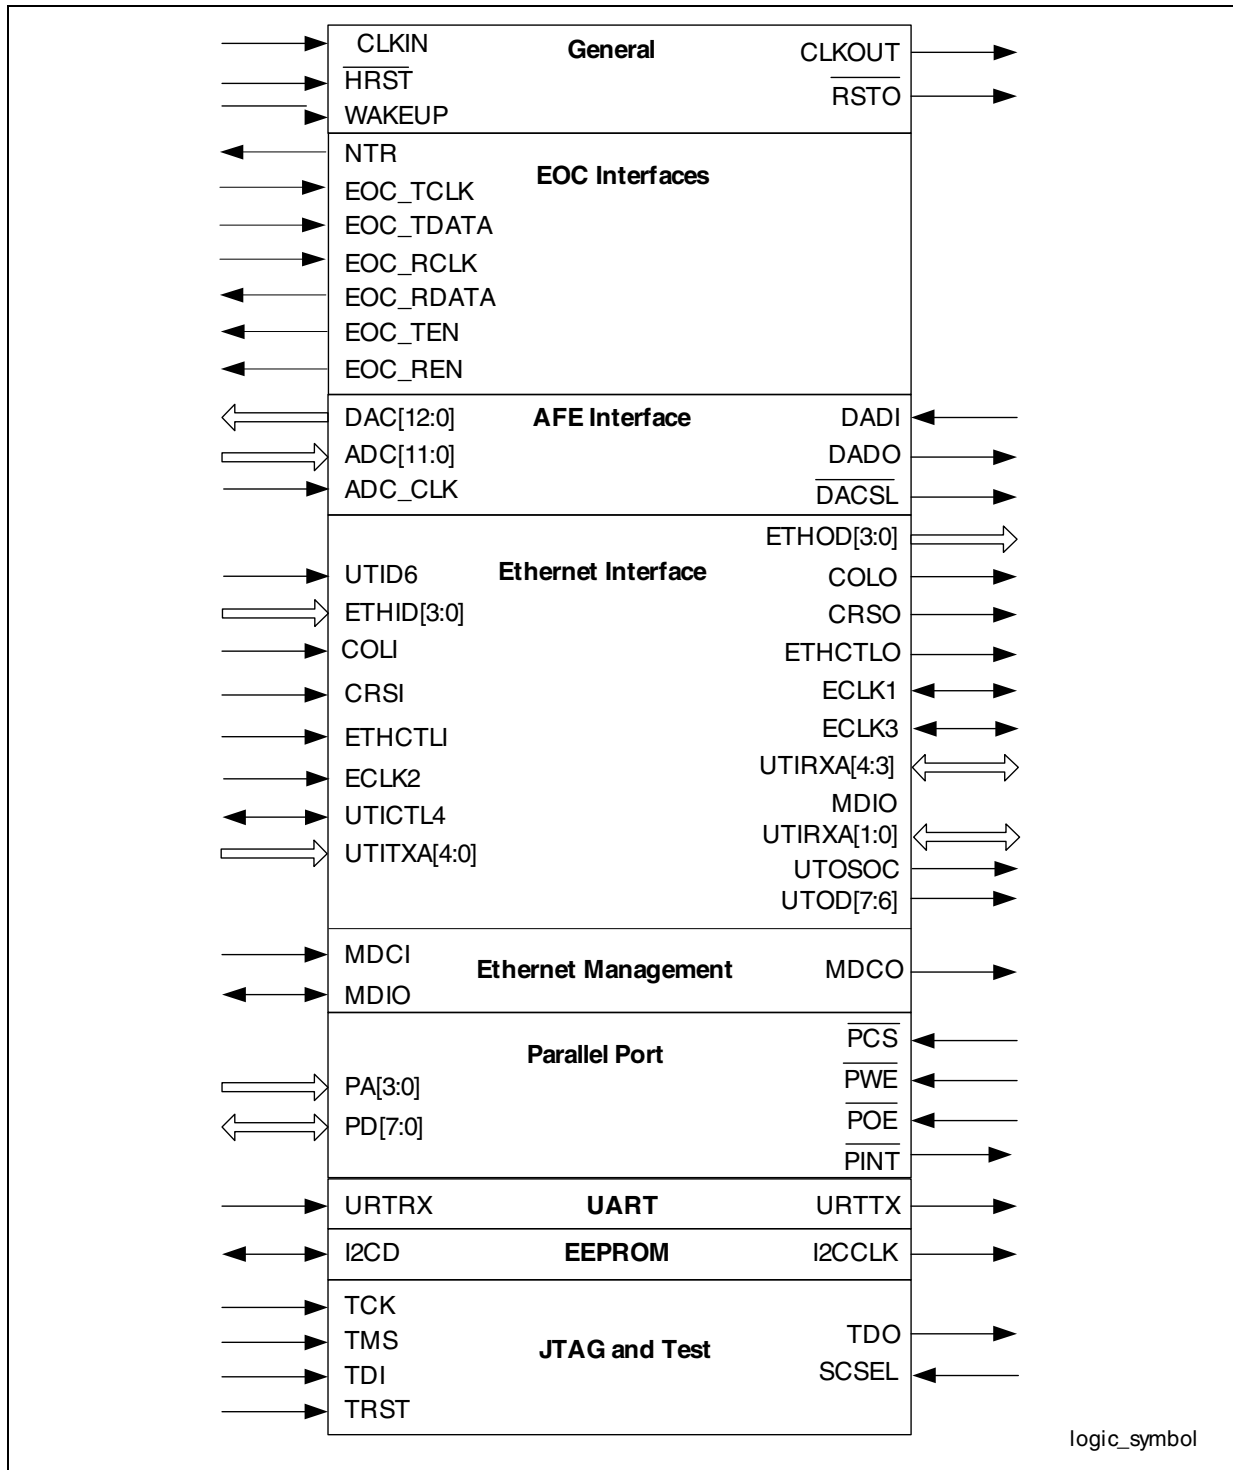 CLKIN General CLKOUT
HRST RSTO
WAKEUP
NTR
EOC Interfaces
EOC_TCLK
EOC_TDATA
EOC_RCLK
EOC_RDATA
EOC_TEN
EOC_REN
DAC[12:0] AFE Interface DADI
ADC[11:0] DADO
ADC_CLK DACSL
ETHOD[3:0]
UTID6 Ethernet Interface COLO
ETHID[3:0] CRSO
COLI ETHCTLO
CRSI ECLK1
ETHCTLI ECLK3
ECLK2 UTIRXA[4:3]
UTICTL4 MDIO
UTITXA[4:0] UTIRXA[1:0]
UTOSOC
UTOD[7:6]
MDCI Ethernet Management MDCO
MDIO
PCS
Parallel Port
PA[3:0] PWE
PD[7:0] POE
PINT
URTRX UART URTTX
I2CD EEPROM I2CCLK
TCK
TMS JTAG and Test TDO
TDI SCSEL
TRST
logic_symbol